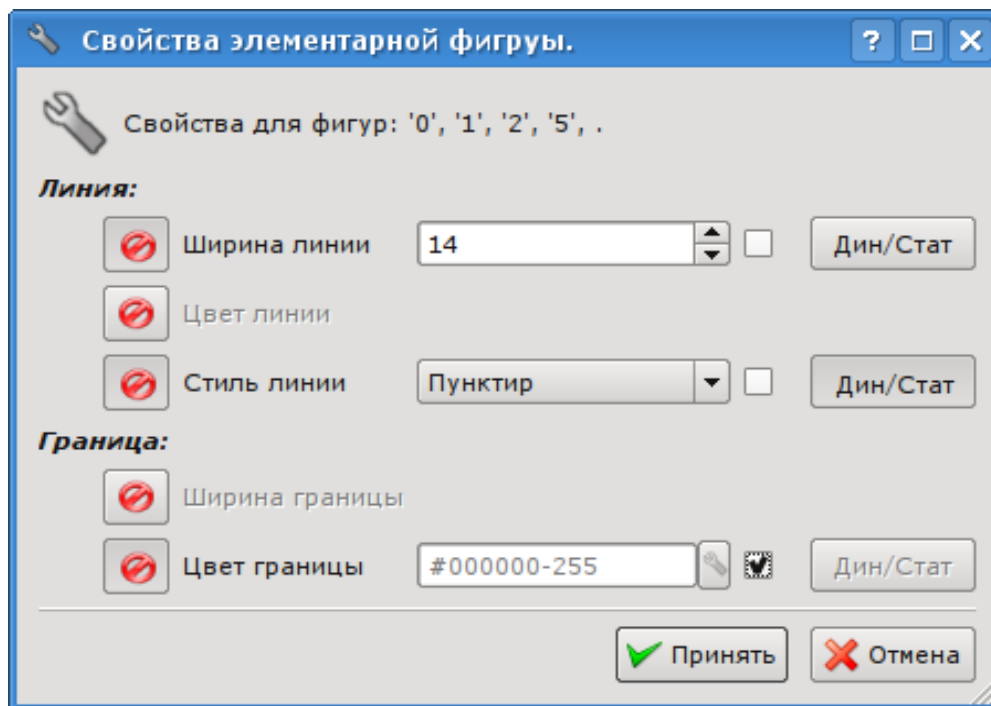 Свойства элементарной фигруы.
Свойства для фигур: '0', '1', '2', '5', .
Линия:
Ширина линии 14 Дин/Стат
Цвет линии
Стиль линии Пунктир Дин/Стат
Граница:
Ширина границы
Цвет границы #000000-255 Дин/Стат
Принять Отмена